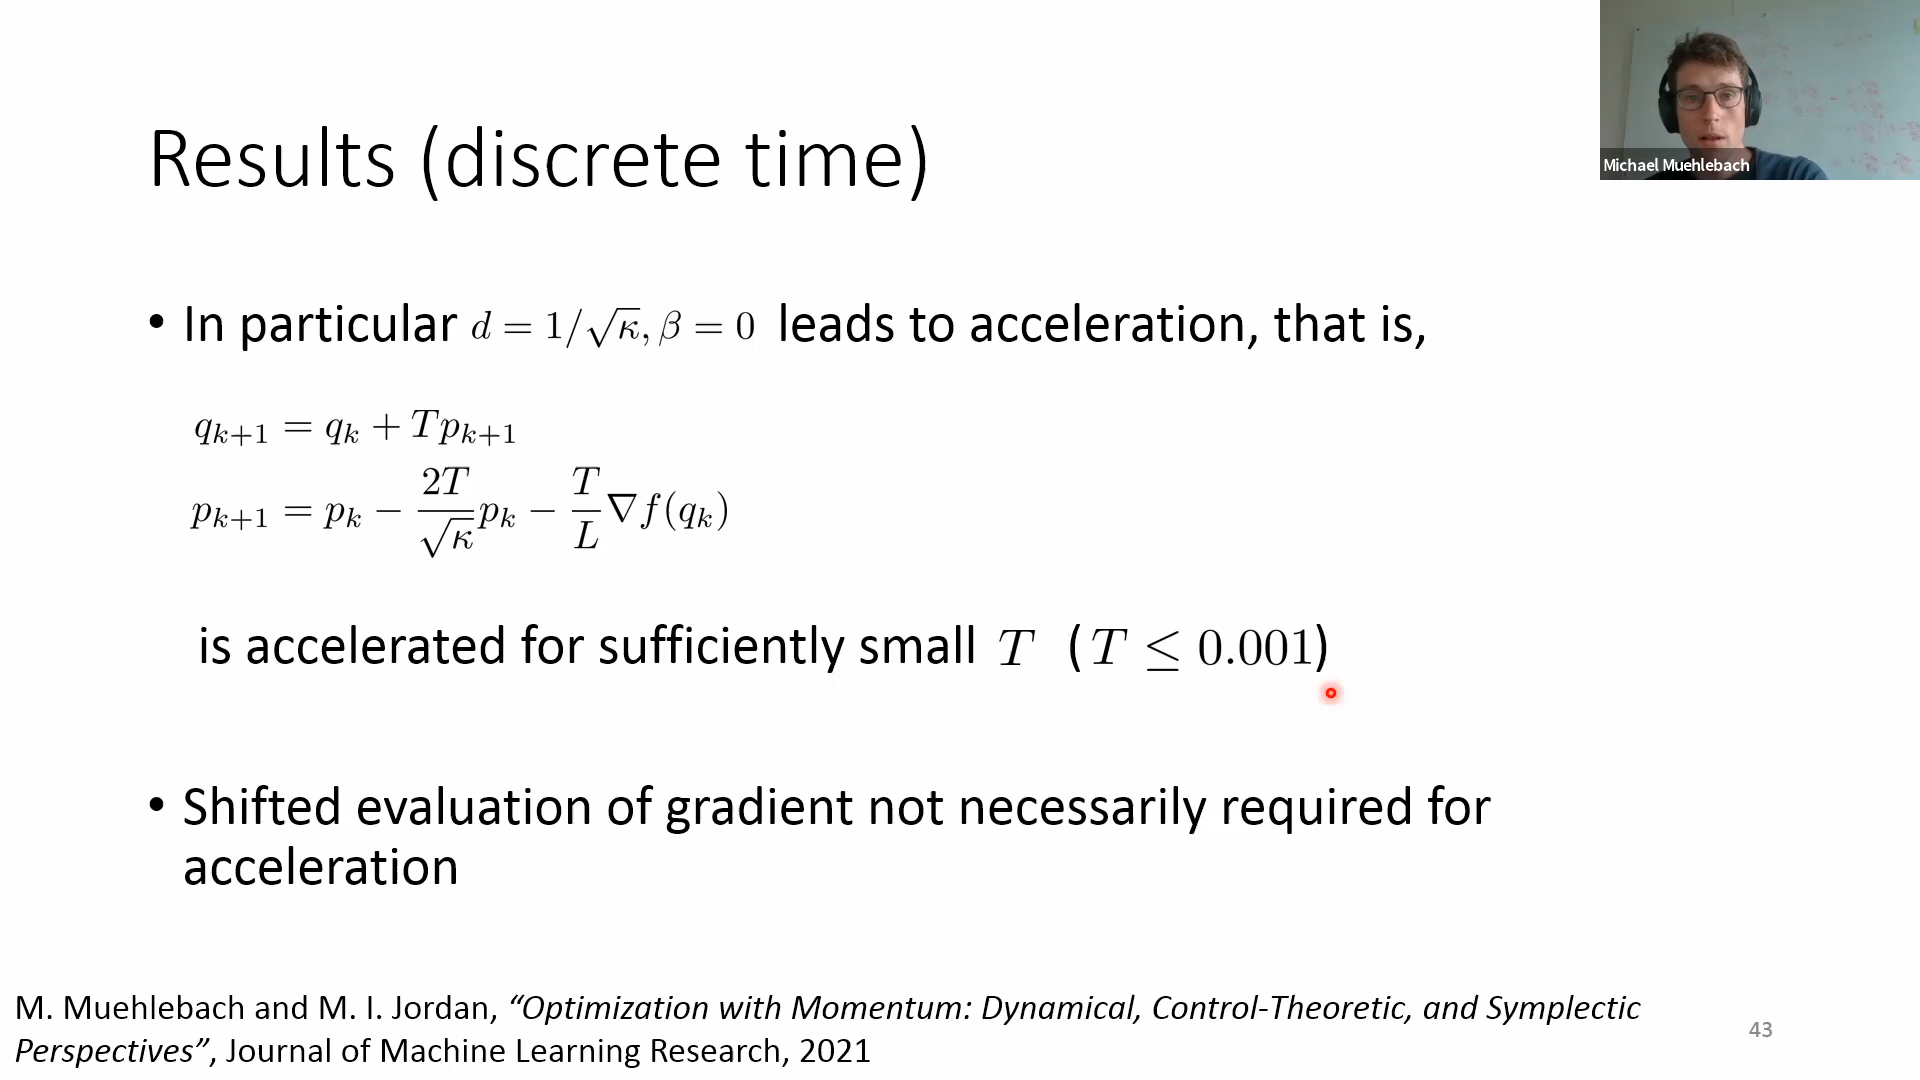 Michael Muehlebach
Results (discrete time)
• In particular d = 1/√κ, β = 0 leads to acceleration, that is,
q_{k+1} = q_k + Tp_{k+1}
p_{k+1} = p_k − \frac{2T}{√κ} p_k − \frac{T}{L} ∇f(q_k)
is accelerated for sufficiently small T (T ≤ 0.001)
• Shifted evaluation of gradient not necessarily required for
acceleration
M. Muehlebach and M. I. Jordan, “Optimization with Momentum: Dynamical, Control-Theoretic, and Symplectic
Perspectives”, Journal of Machine Learning Research, 2021
43